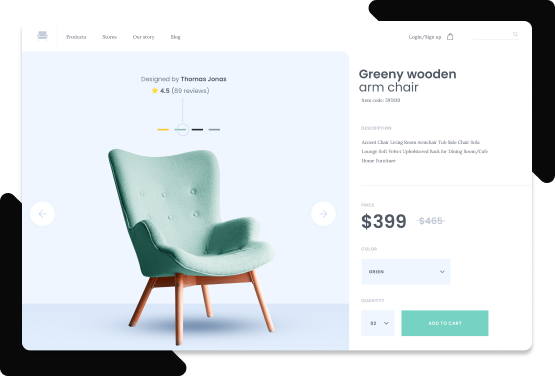 Products Stores Our story Blog Login/Sign up
Designed by Thomas Jonas
4.5 (89 reviews)
Greeny wooden
arm chair
Item code: 597800
DESCRIPTION
Accent Chair Living Room Armchair Tub Side Chair Sofa
Lounge Soft Velvet Upholstered Back for Dining Room/Cafe
Home Furniture
PRICE
$399 $465
COLOR
GREEN
QUANTITY
02 ADD TO CART